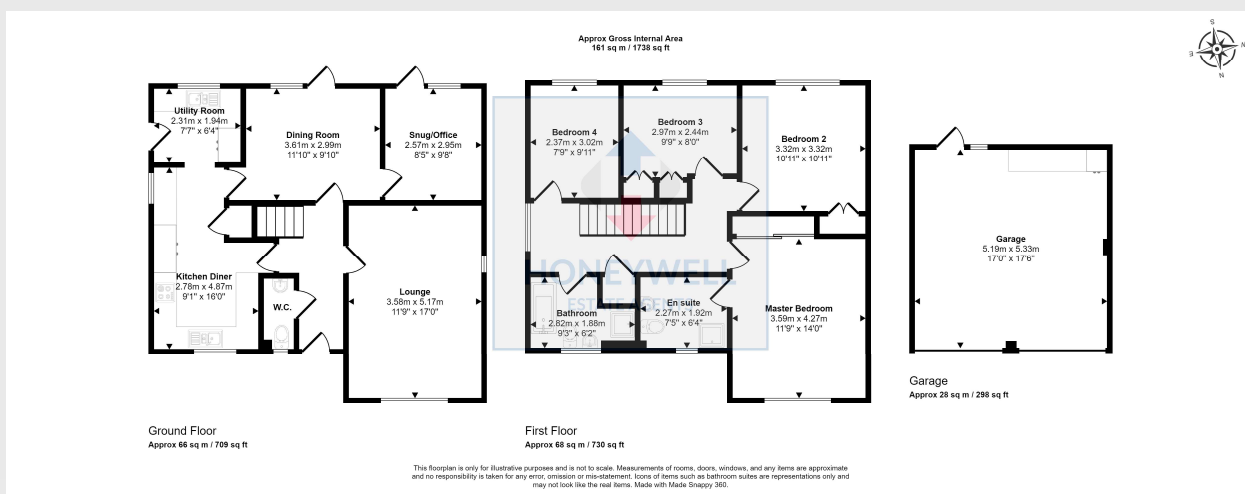 Approx Gross Internal Area
161 sq m / 1738 sq ft
S
E
N
Utility Room
2.31m x 1.94m
7'7" x 6'4"
Dining Room
3.61m x 2.99m
11'10" x 9'10"
Snug/Office
2.57m x 2.95m
8'5" x 9'8"
Kitchen Diner
2.78m x 4.87m
9'1" x 16'0"
W.C.
Lounge
3.58m x 5.17m
11'9" x 17'0"
Ground Floor
Approx 66 sq m / 709 sq ft
Bedroom 4
2.37m x 3.02m
7'9" x 9'11"
Bedroom 3
2.97m x 2.44m
9'9" x 8'0"
Bedroom 2
3.32m x 3.32m
10'11" x 10'11"
HONEYWELL
ESTATE AGENTS
Bathroom
2.82m x 1.88m
9'3" x 6'2"
En suite
2.27m x 1.92m
7'5" x 6'4"
Master Bedroom
3.59m x 4.27m
11'9" x 14'0"
First Floor
Approx 68 sq m / 730 sq ft
Garage
5.19m x 5.33m
17'0" x 17'6"
Garage
Approx 28 sq m / 298 sq ft
This floorplan is only for illustrative purposes and is not to scale. Measurements of rooms, doors, windows, and any items are approximate
and no responsibility is taken for any error, omission or mis-statement. Icons of items such as bathroom suites are representations only and
may not look like the real items. Made with Made Snappy 360.